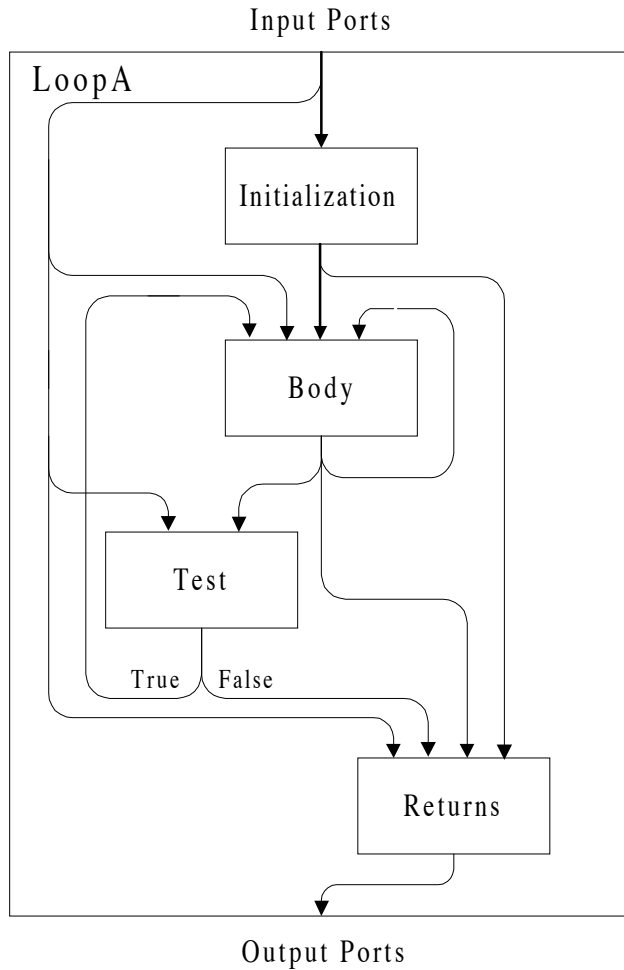 Input Ports
LoopA
Initialization
Body
Test
True
False
Returns
Output Ports